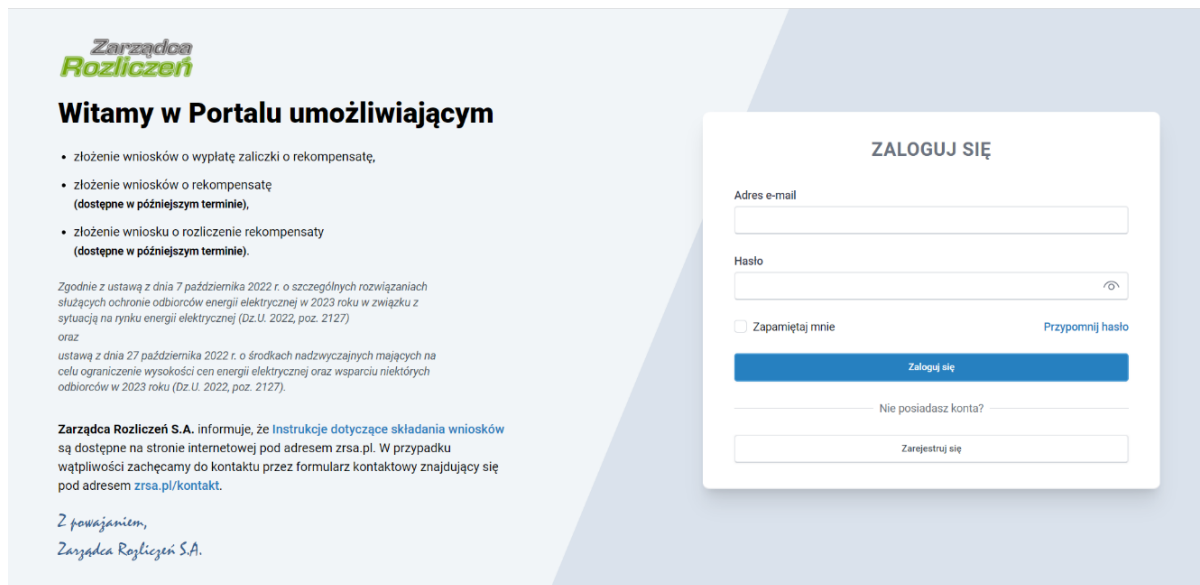 Zarządca
Rozliczeń
Witamy w Portalu umożliwiającym
• złożenie wniosków o wypłatę zaliczki o rekompensatę,
• złożenie wniosków o rekompensatę
(dostępne w późniejszym terminie),
• złożenie wniosku o rozliczenie rekompensaty
(dostępne w późniejszym terminie).
Zgodnie z ustawą z dnia 7 października 2022 r. o szczególnych rozwiązaniach
służących ochronie odbiorców energii elektrycznej w 2023 roku w związku z
sytuacją na rynku energii elektrycznej (Dz.U. 2022, poz. 2127)
oraz
ustawą z dnia 27 października 2022 r. o środkach nadzwyczajnych mających na
celu ograniczenie wysokości cen energii elektrycznej oraz wsparciu niektórych
odbiorców w 2023 roku (Dz.U. 2022, poz. 2127).
Zarządca Rozliczeń S.A. informuje, że Instrukcje dotyczące składania wniosków
są dostępne na stronie internetowej pod adresem zrsa.pl. W przypadku
wątpliwości zachęcamy do kontaktu przez formularz kontaktowy znajdujący się
pod adresem zrsa.pl/kontakt.
Z poważaniem,
Zarządca Rozliczeń S.A.
ZALOGUJ SIĘ
Adres e-mail
Hasło
Zapamiętaj mnie
Przypomnij hasło
Zaloguj się
Nie posiadasz konta?
Zarejestruj się